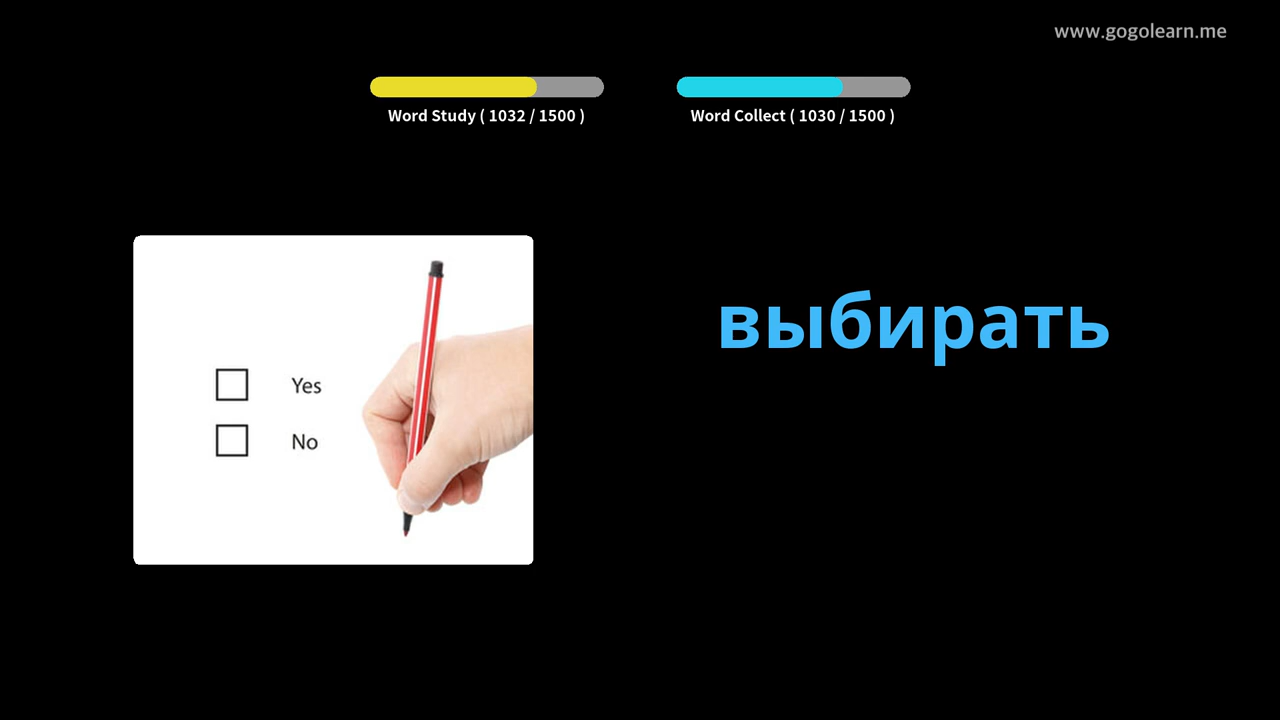 www.gogolearn.me
Word Study ( 1032 / 1500 )
Word Collect ( 1030 / 1500 )
выбирать
Yes
No